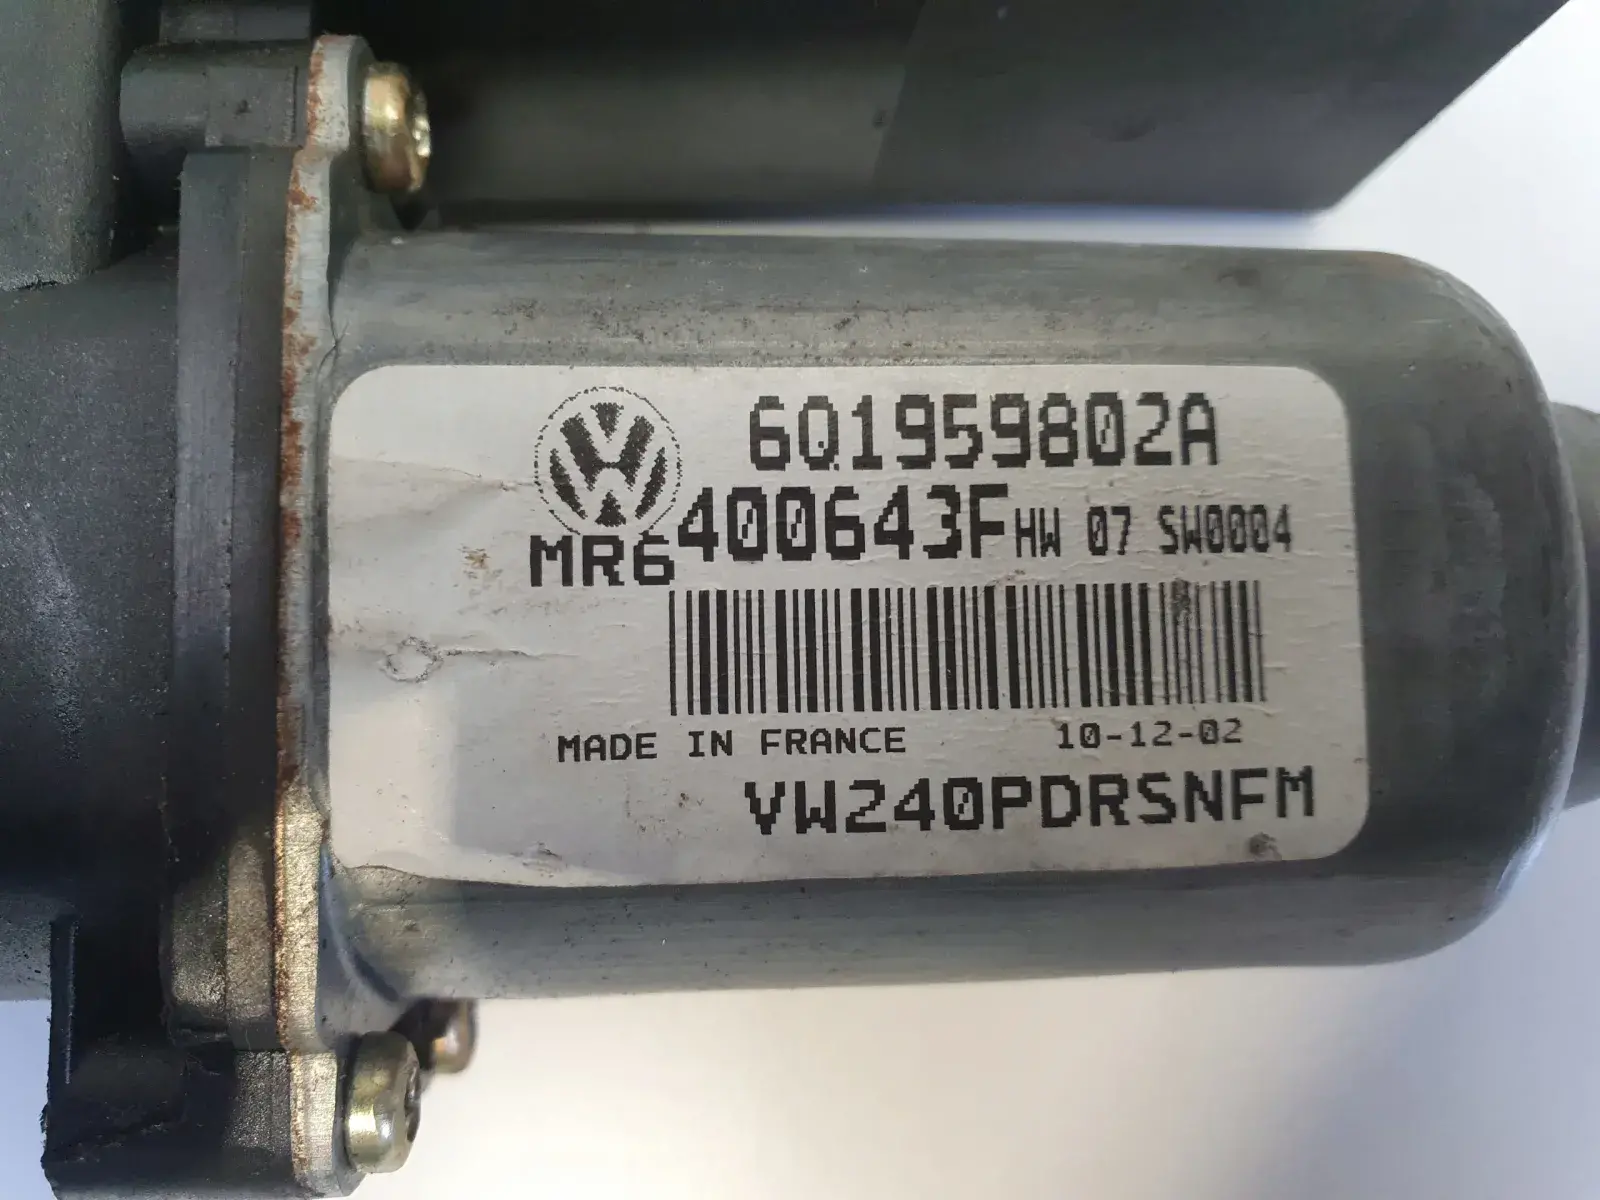 6Q1959802A
MR6 400643F HW 07 SW0004
MADE IN FRANCE 10-12-02
VW240PDRSNFM